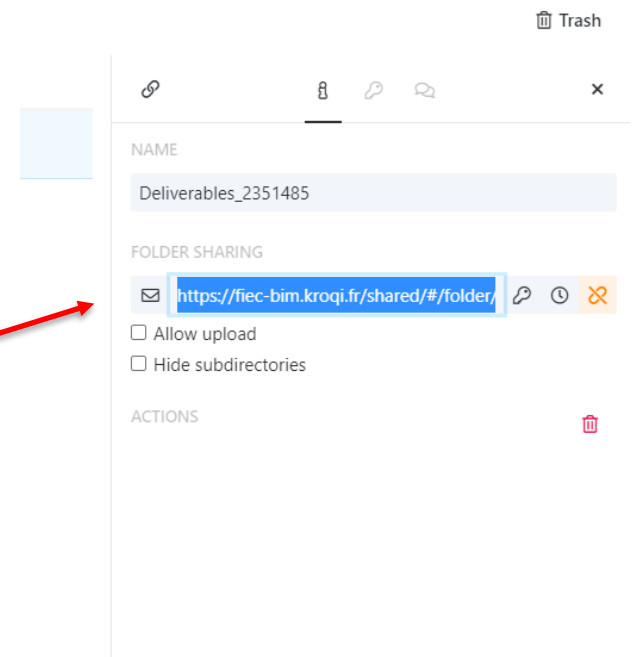 Trash
NAME
Deliverables_2351485
FOLDER SHARING
https://fiec-bim.kroqi.fr/shared/#/folder/
Allow upload
Hide subdirectories
ACTIONS